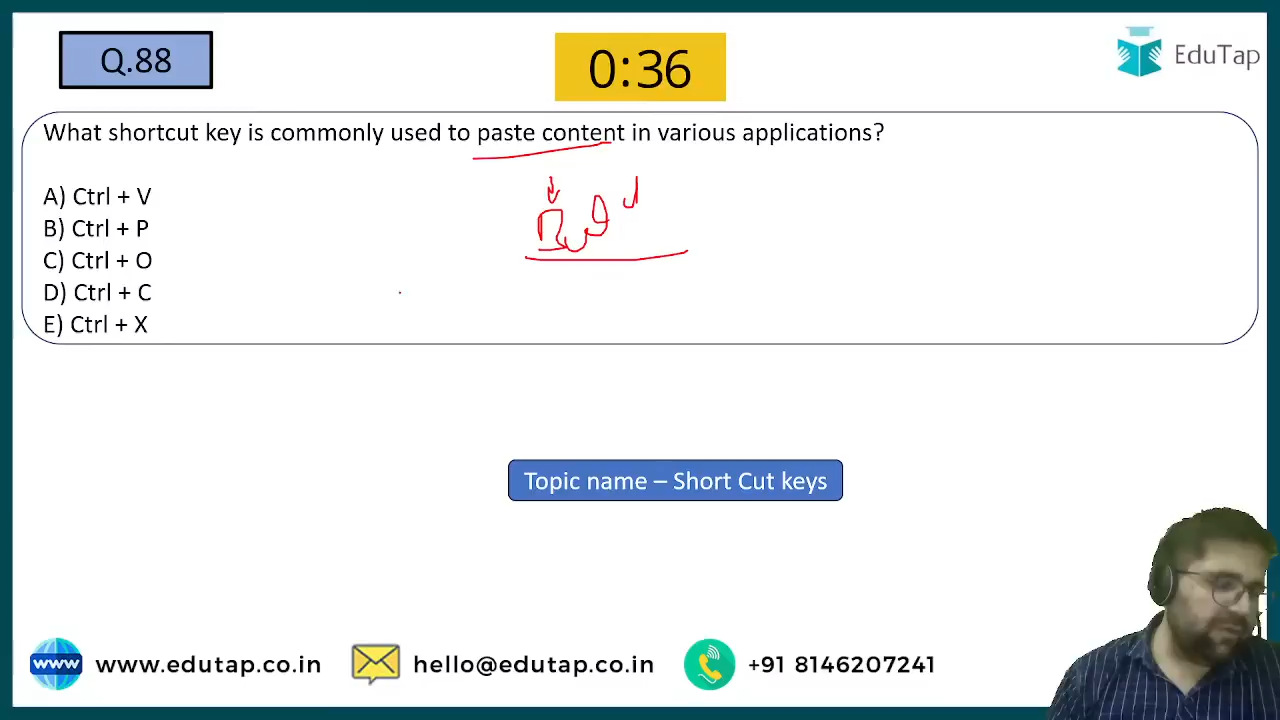 Q.88
0:36
EduTap
What shortcut key is commonly used to paste content in various applications?
A) Ctrl + V
B) Ctrl + P
C) Ctrl + O
D) Ctrl + C
E) Ctrl + X
Topic name – Short Cut keys
www
www.edutap.co.in
hello@edutap.co.in
+91 8146207241